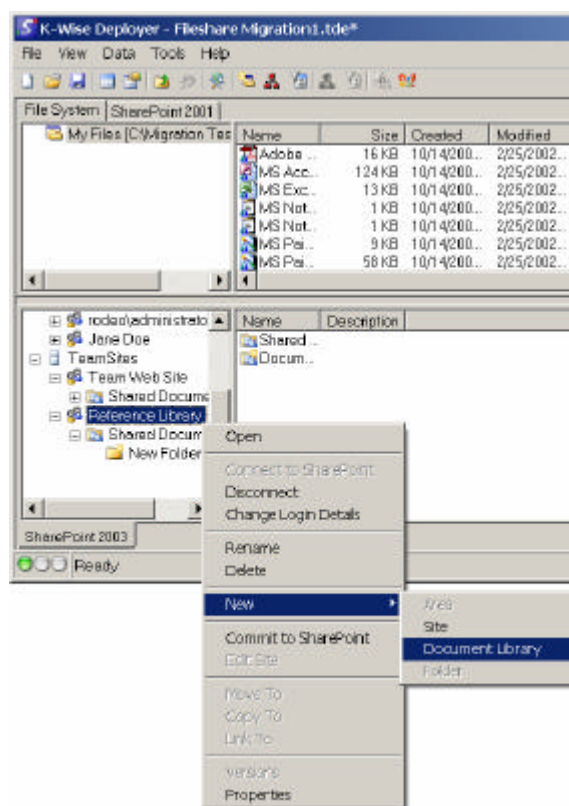 K-Wise Deployer - Fileshare Migration1.tde*
File View Data Tools Help
File System SharePoint 2001
My Files [C:\Migration Tes
Name Size Created Modified
Adobe ... 16 KB 10/14/200... 2/25/2002...
MS Acc... 124 KB 10/14/200... 2/25/2002...
MS Exc... 13 KB 10/14/200... 2/25/2002...
MS Not... 1 KB 10/14/200... 2/25/2002...
MS Not... 1 KB 10/14/200... 2/25/2002...
MS Pai... 9 KB 10/14/200... 2/25/2002...
MS Pai... 58 KB 10/14/200... 2/25/2002...
rodeo\administrato
Jane Doe
TeamSites
Team Web Site
Shared Docume
Reference Library
Shared Docum
New Folder
Name Description
Shared ...
Docum...
SharePoint 2003
Ready
Open
Connect to SharePoint
Disconnect
Change Login Details
Rename
Delete
New
Commit to SharePoint
Edit Site
Move To
Copy To
Link To
Versions
Properties
Area
Site
Document Library
Folder